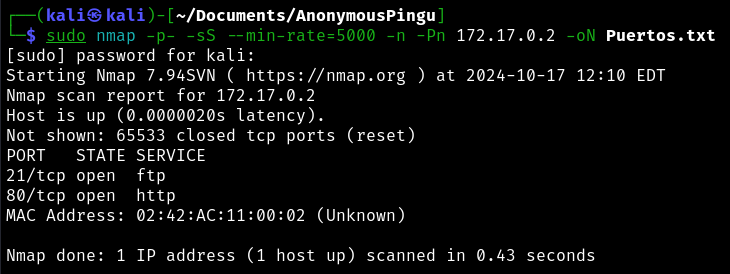 ┌──(kali㉿kali)-[~/Documents/AnonymousPingu]
└─$ sudo nmap -p- -sS --min-rate=5000 -n -Pn 172.17.0.2 -oN Puertos.txt
[sudo] password for kali:
Starting Nmap 7.94SVN ( https://nmap.org ) at 2024-10-17 12:10 EDT
Nmap scan report for 172.17.0.2
Host is up (0.0000020s latency).
Not shown: 65533 closed tcp ports (reset)
PORT   STATE SERVICE
21/tcp open  ftp
80/tcp open  http
MAC Address: 02:42:AC:11:00:02 (Unknown)
Nmap done: 1 IP address (1 host up) scanned in 0.43 seconds